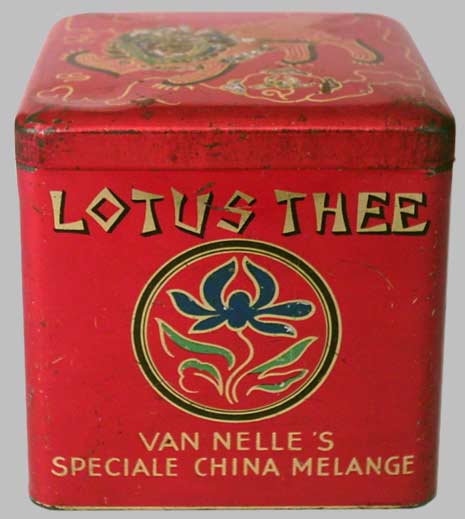 LOTUS THEE
VAN NELLE'S
SPECIALE CHINA MELANGE